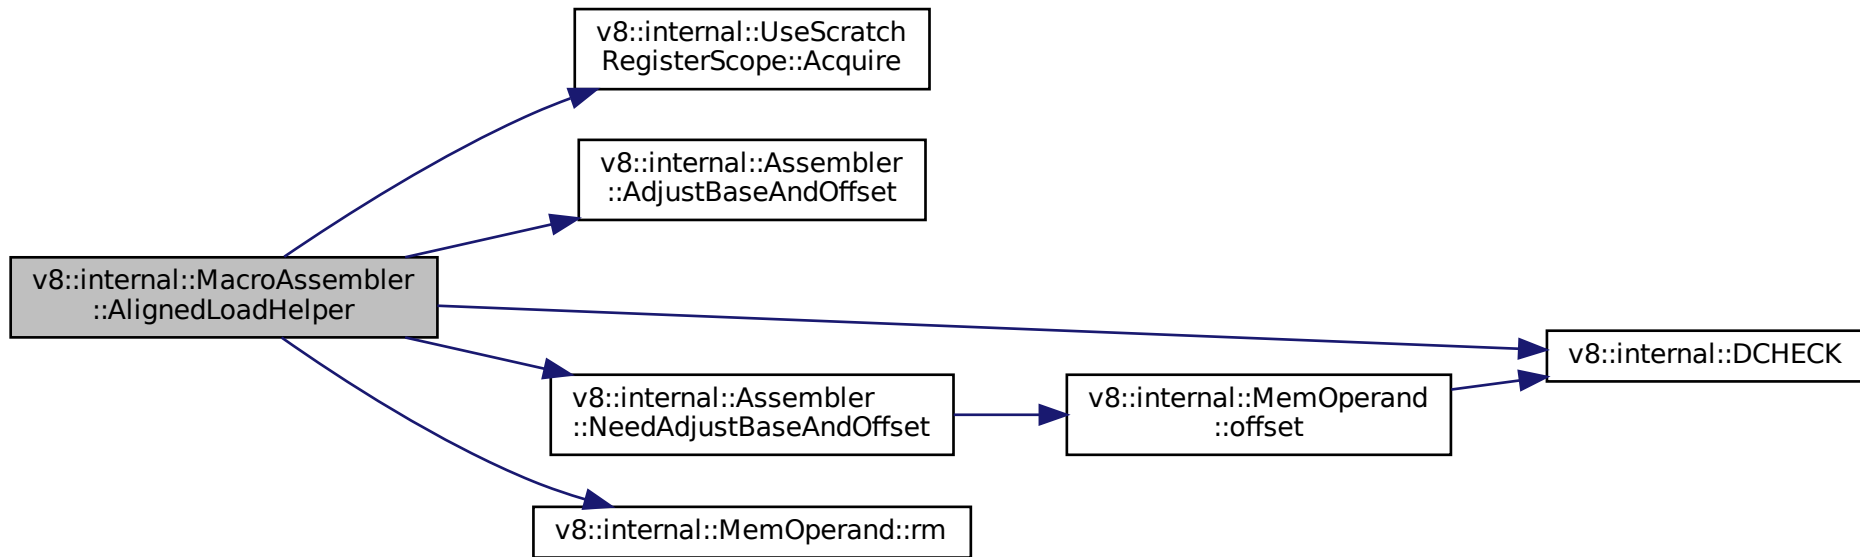 v8::internal::UseScratch
RegisterScope::Acquire
v8::internal::Assembler
::AdjustBaseAndOffset
v8::internal::MacroAssembler
::AlignedLoadHelper
v8::internal::DCHECK
v8::internal::Assembler
::NeedAdjustBaseAndOffset
v8::internal::MemOperand
::offset
v8::internal::MemOperand::rm